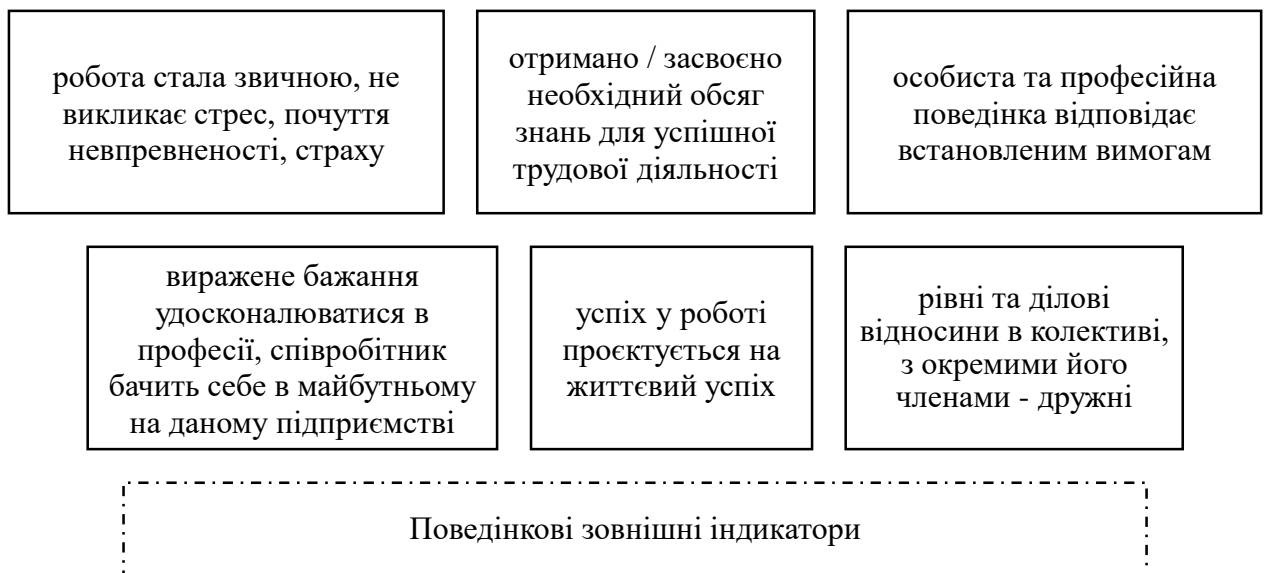 робота стала звичною, не
викликає стрес, почуття
невпревнености, страху
отримано / засвоєно
необхідний обсяг
знань для успішної
трудової діяльності
особиста та професійна
поведінка відповідає
встановленим вимогам
виражене бажання
удосконалюватися в
професії, співробітник
бачить себе в майбутньому
на даному підприємстві
успіх у роботі
проєктується на
життєвий успіх
рівні та ділові
відносини в колективі,
з окремими його
членами - дружні
Поведінкові зовнішні індикатори